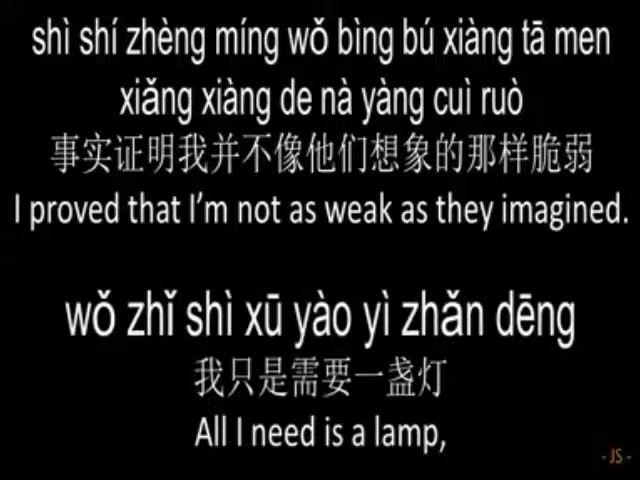 shì shí zhèng míng wǒ bìng bú xiàng tā men
xiǎng xiàng de nà yàng cuì ruò
事实证明我并不像他们想象的那样脆弱
I proved that I’m not as weak as they imagined.
wǒ zhǐ shì xū yào yì zhǎn dēng
我只是需要一盏灯
All I need is a lamp,
- JS -